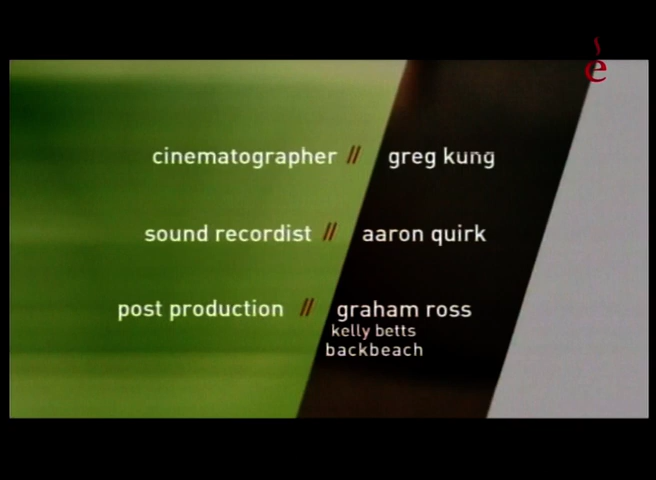 é
cinematographer // greg kung
sound recordist // aaron quirk
post production // graham ross
kelly betts
backbeach